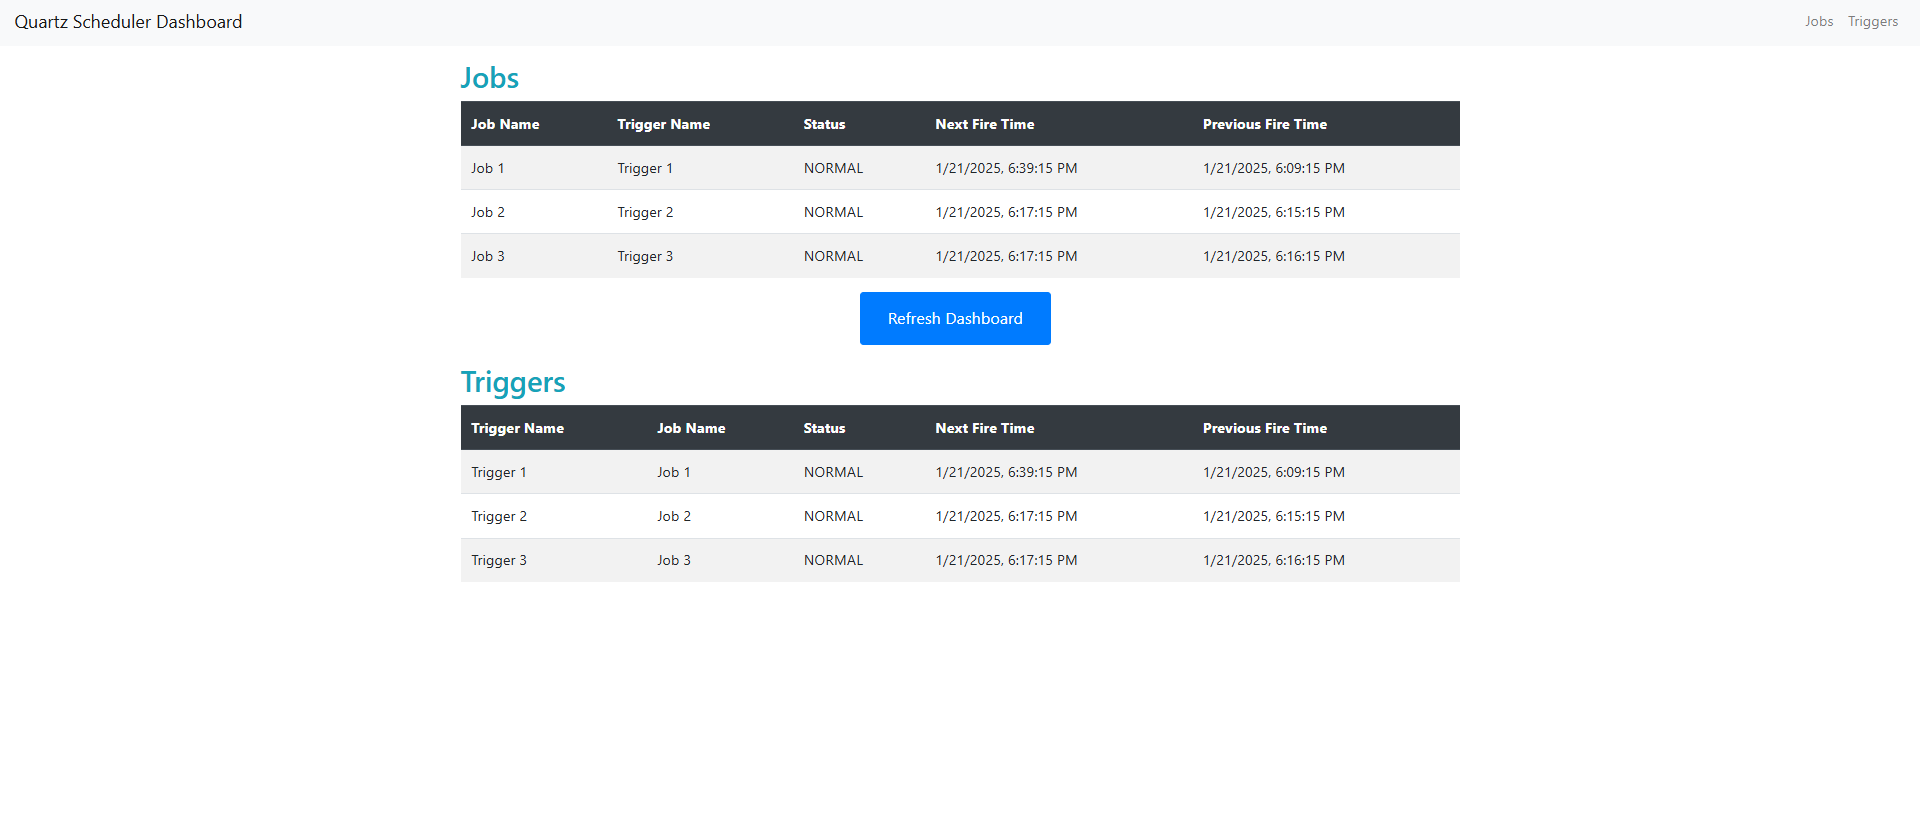 Quartz Scheduler Dashboard Jobs Triggers
Jobs
Job Name Trigger Name Status Next Fire Time Previous Fire Time
Job 1 Trigger 1 NORMAL 1/21/2025, 6:39:15 PM 1/21/2025, 6:09:15 PM
Job 2 Trigger 2 NORMAL 1/21/2025, 6:17:15 PM 1/21/2025, 6:15:15 PM
Job 3 Trigger 3 NORMAL 1/21/2025, 6:17:15 PM 1/21/2025, 6:16:15 PM
Refresh Dashboard
Triggers
Trigger Name Job Name Status Next Fire Time Previous Fire Time
Trigger 1 Job 1 NORMAL 1/21/2025, 6:39:15 PM 1/21/2025, 6:09:15 PM
Trigger 2 Job 2 NORMAL 1/21/2025, 6:17:15 PM 1/21/2025, 6:15:15 PM
Trigger 3 Job 3 NORMAL 1/21/2025, 6:17:15 PM 1/21/2025, 6:16:15 PM